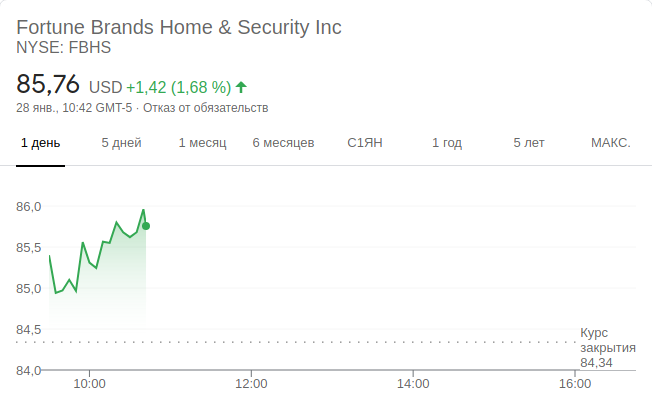 Fortune Brands Home & Security Inc
NYSE: FBHS
85,76 USD +1,42 (1,68 %)
28 янв., 10:42 GMT-5 · Отказ от обязательств
1 день 5 дней 1 месяц 6 месяцев С1ЯН 1 год 5 лет МАКС.
86,0
85,5
85,0
84,5
Курс
закрытия
84,34
84,0
10:00 12:00 14:00 16:00